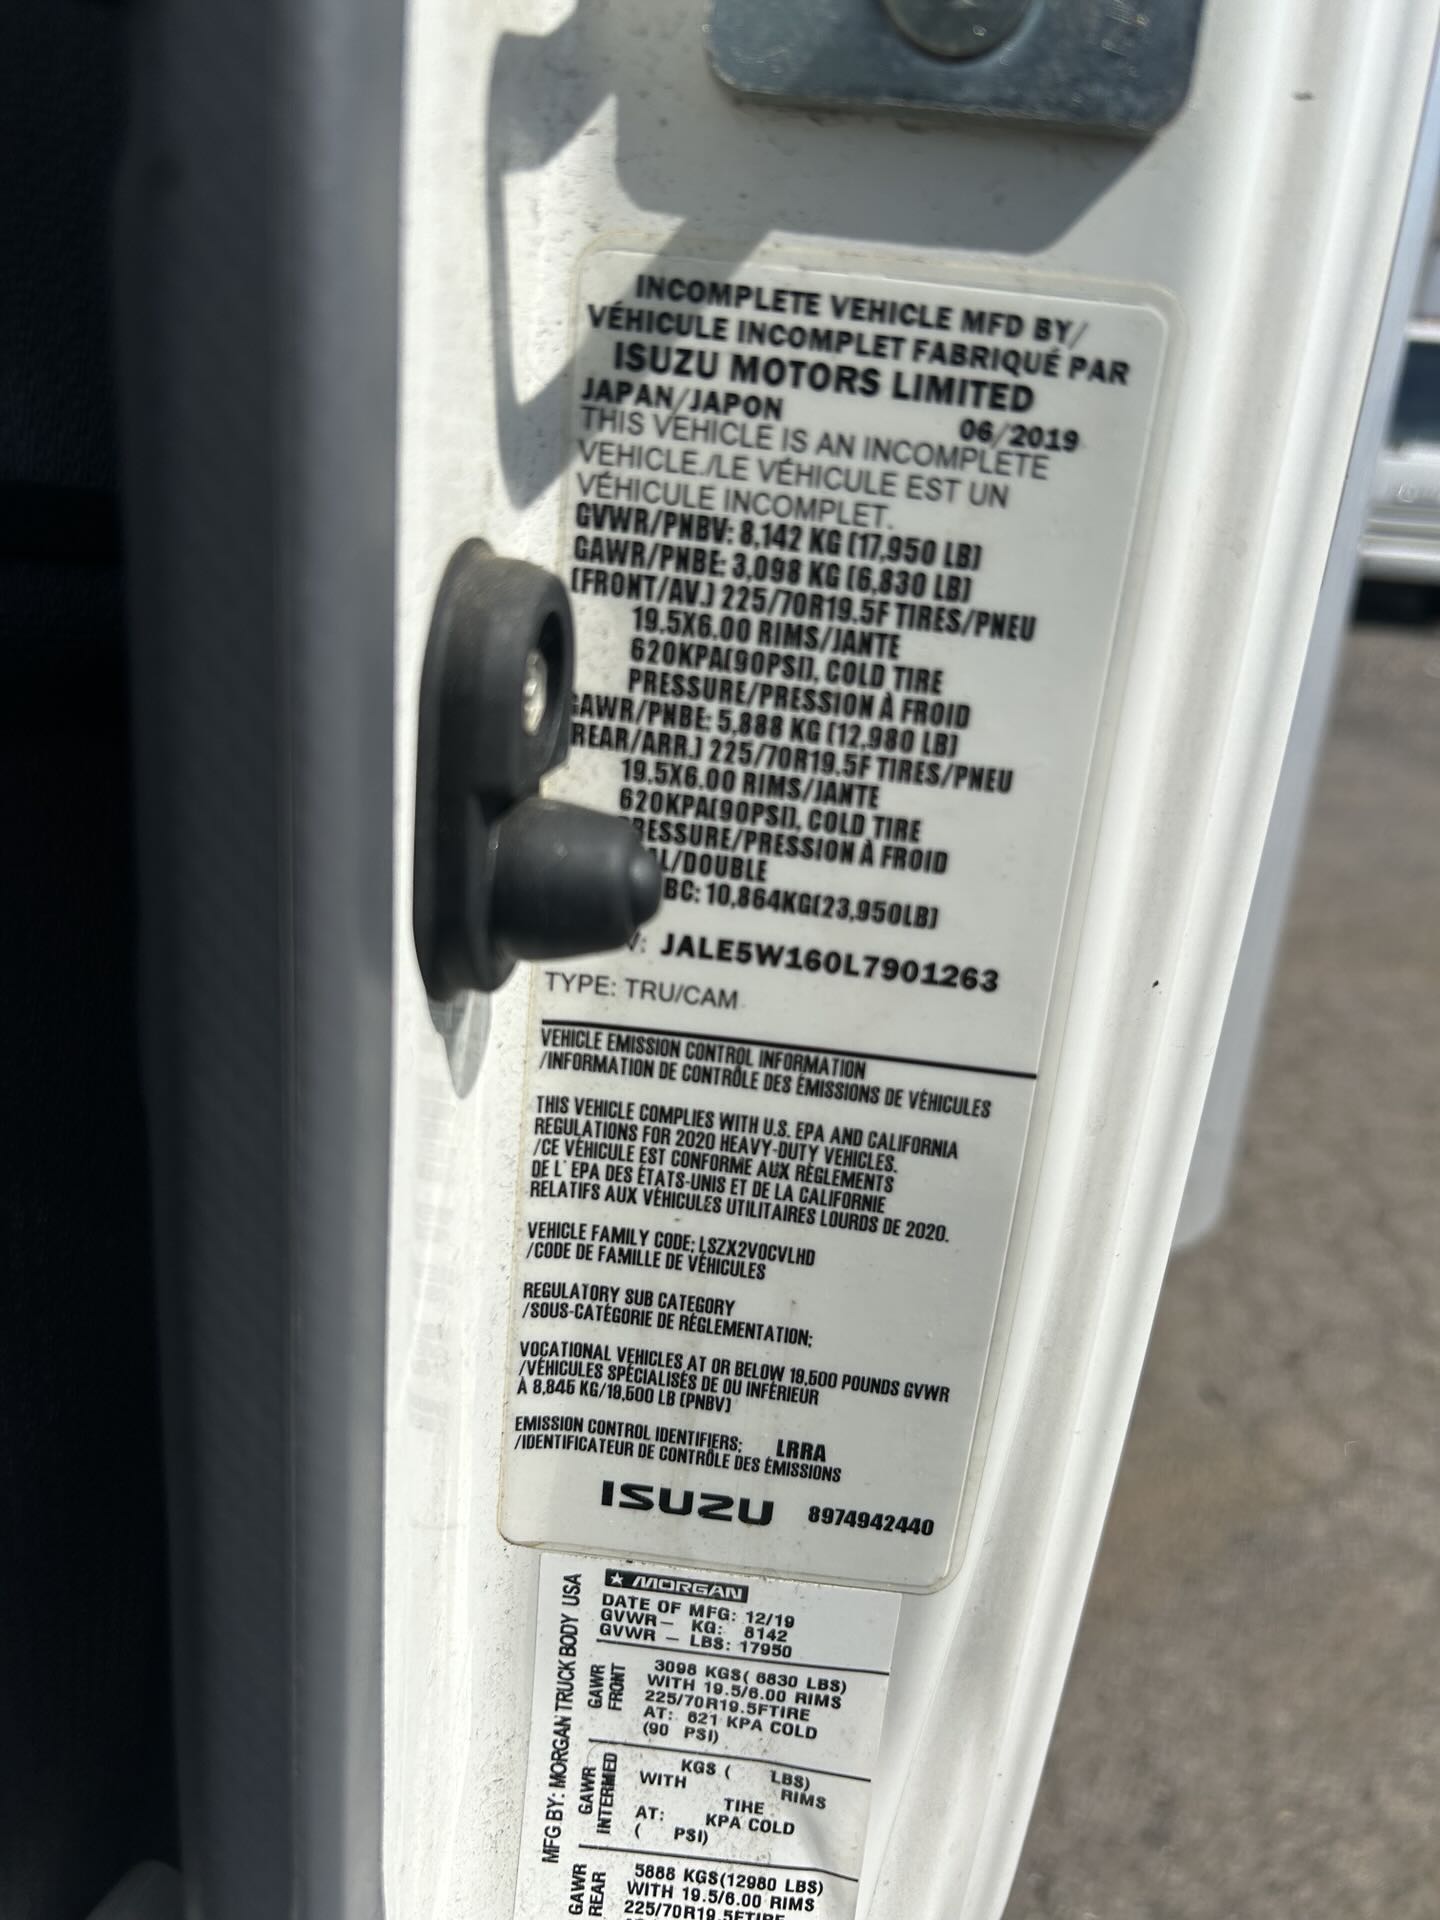 INCOMPLETE VEHICLE MFD BY/
VÉHICULE INCOMPLET FABRIQUÉ PAR
ISUZU MOTORS LIMITED
JAPAN/JAPON 06/2019
THIS VEHICLE IS AN INCOMPLETE
VEHICLE./LE VÉHICULE EST UN
VÉHICULE INCOMPLET.
GVWR/PNBV: 8,142 KG (17,950 LB)
GAWR/PNBE: 3,098 KG (6,830 LB)
(FRONT/AV.) 225/70R19.5F TIRES/PNEU
19.5X6.00 RIMS/JANTE
620KPA(90PSI), COLD TIRE
PRESSURE/PRESSION À FROID
GAWR/PNBE: 5,888 KG (12,980 LB)
REAR/ARR.) 225/70R19.5F TIRES/PNEU
19.5X6.00 RIMS/JANTE
620KPA(90PSI), COLD TIRE
RESSURE/PRESSION À FROID
AL/DOUBLE
BC: 10,864KG(23,950LB)
V: JALE5W160L7901263
TYPE: TRU/CAM
VEHICLE EMISSION CONTROL INFORMATION
/INFORMATION DE CONTRÔLE DES ÉMISSIONS DE VÉHICULES
THIS VEHICLE COMPLIES WITH U.S. EPA AND CALIFORNIA
REGULATIONS FOR 2020 HEAVY-DUTY VEHICLES.
/CE VÉHICULE EST CONFORME AUX RÈGLEMENTS
DE L'EPA DES ÉTATS-UNIS ET DE LA CALIFORNIE
RELATIFS AUX VÉHICULES UTILITAIRES LOURDS DE 2020.
VEHICLE FAMILY CODE: LSZX2VOCVLHD
/CODE DE FAMILLE DE VÉHICULES
REGULATORY SUB CATEGORY
/SOUS-CATÉGORIE DE RÉGLEMENTATION:
VOCATIONAL VEHICLES AT OR BELOW 19,500 POUNDS GVWR
/VÉHICULES SPÉCIALISÉS DE OU INFÉRIEUR
À 8,845 KG/19,500 LB (PNBV)
EMISSION CONTROL IDENTIFIERS: LRRA
/IDENTIFICATEUR DE CONTRÔLE DES ÉMISSIONS
ISUZU 8974942440
MFG BY: MORGAN TRUCK BODY USA
MORGAN
DATE OF MFG: 12/19
GVWR - KG: 8142
GVWR - LBS: 17950
GAWR FRONT
3098 KGS( 6830 LBS)
WITH 19.5/6.00 RIMS
225/70R19.5FTIRE
AT: 621 KPA COLD
(90 PSI)
GAWR INTERMED
KGS ( LBS)
WITH RIMS
TIRE
AT: KPA COLD
( PSI)
GAWR REAR
5888 KGS(12980 LBS)
WITH 19.5/6.00 RIMS
225/70R19.5FTIRE